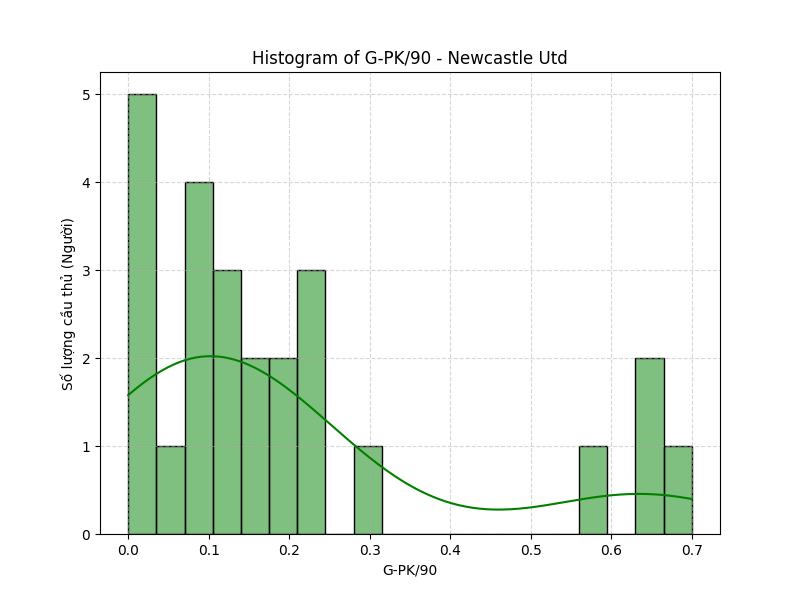 Histogram of G-PK/90 - Newcastle Utd
Số lượng cầu thủ (Người)
5
4
3
2
1
0
0.0 0.1 0.2 0.3 0.4 0.5 0.6 0.7
G-PK/90